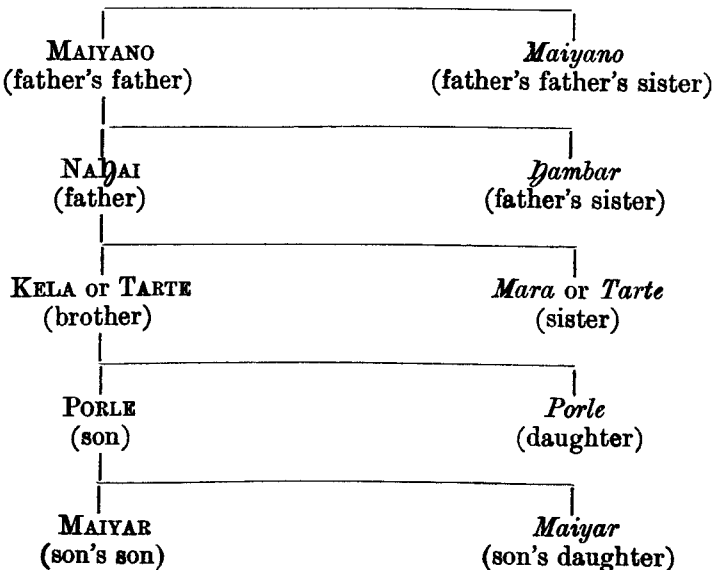 MAIYANO Maiyano
(father's father) (father's father's sister)
NAŊAI Ŋambar
(father) (father's sister)
KELA or TARTE Mara or Tarte
(brother) (sister)
PORLE Porle
(son) (daughter)
MAIYAR Maiyar
(son's son) (son's daughter)